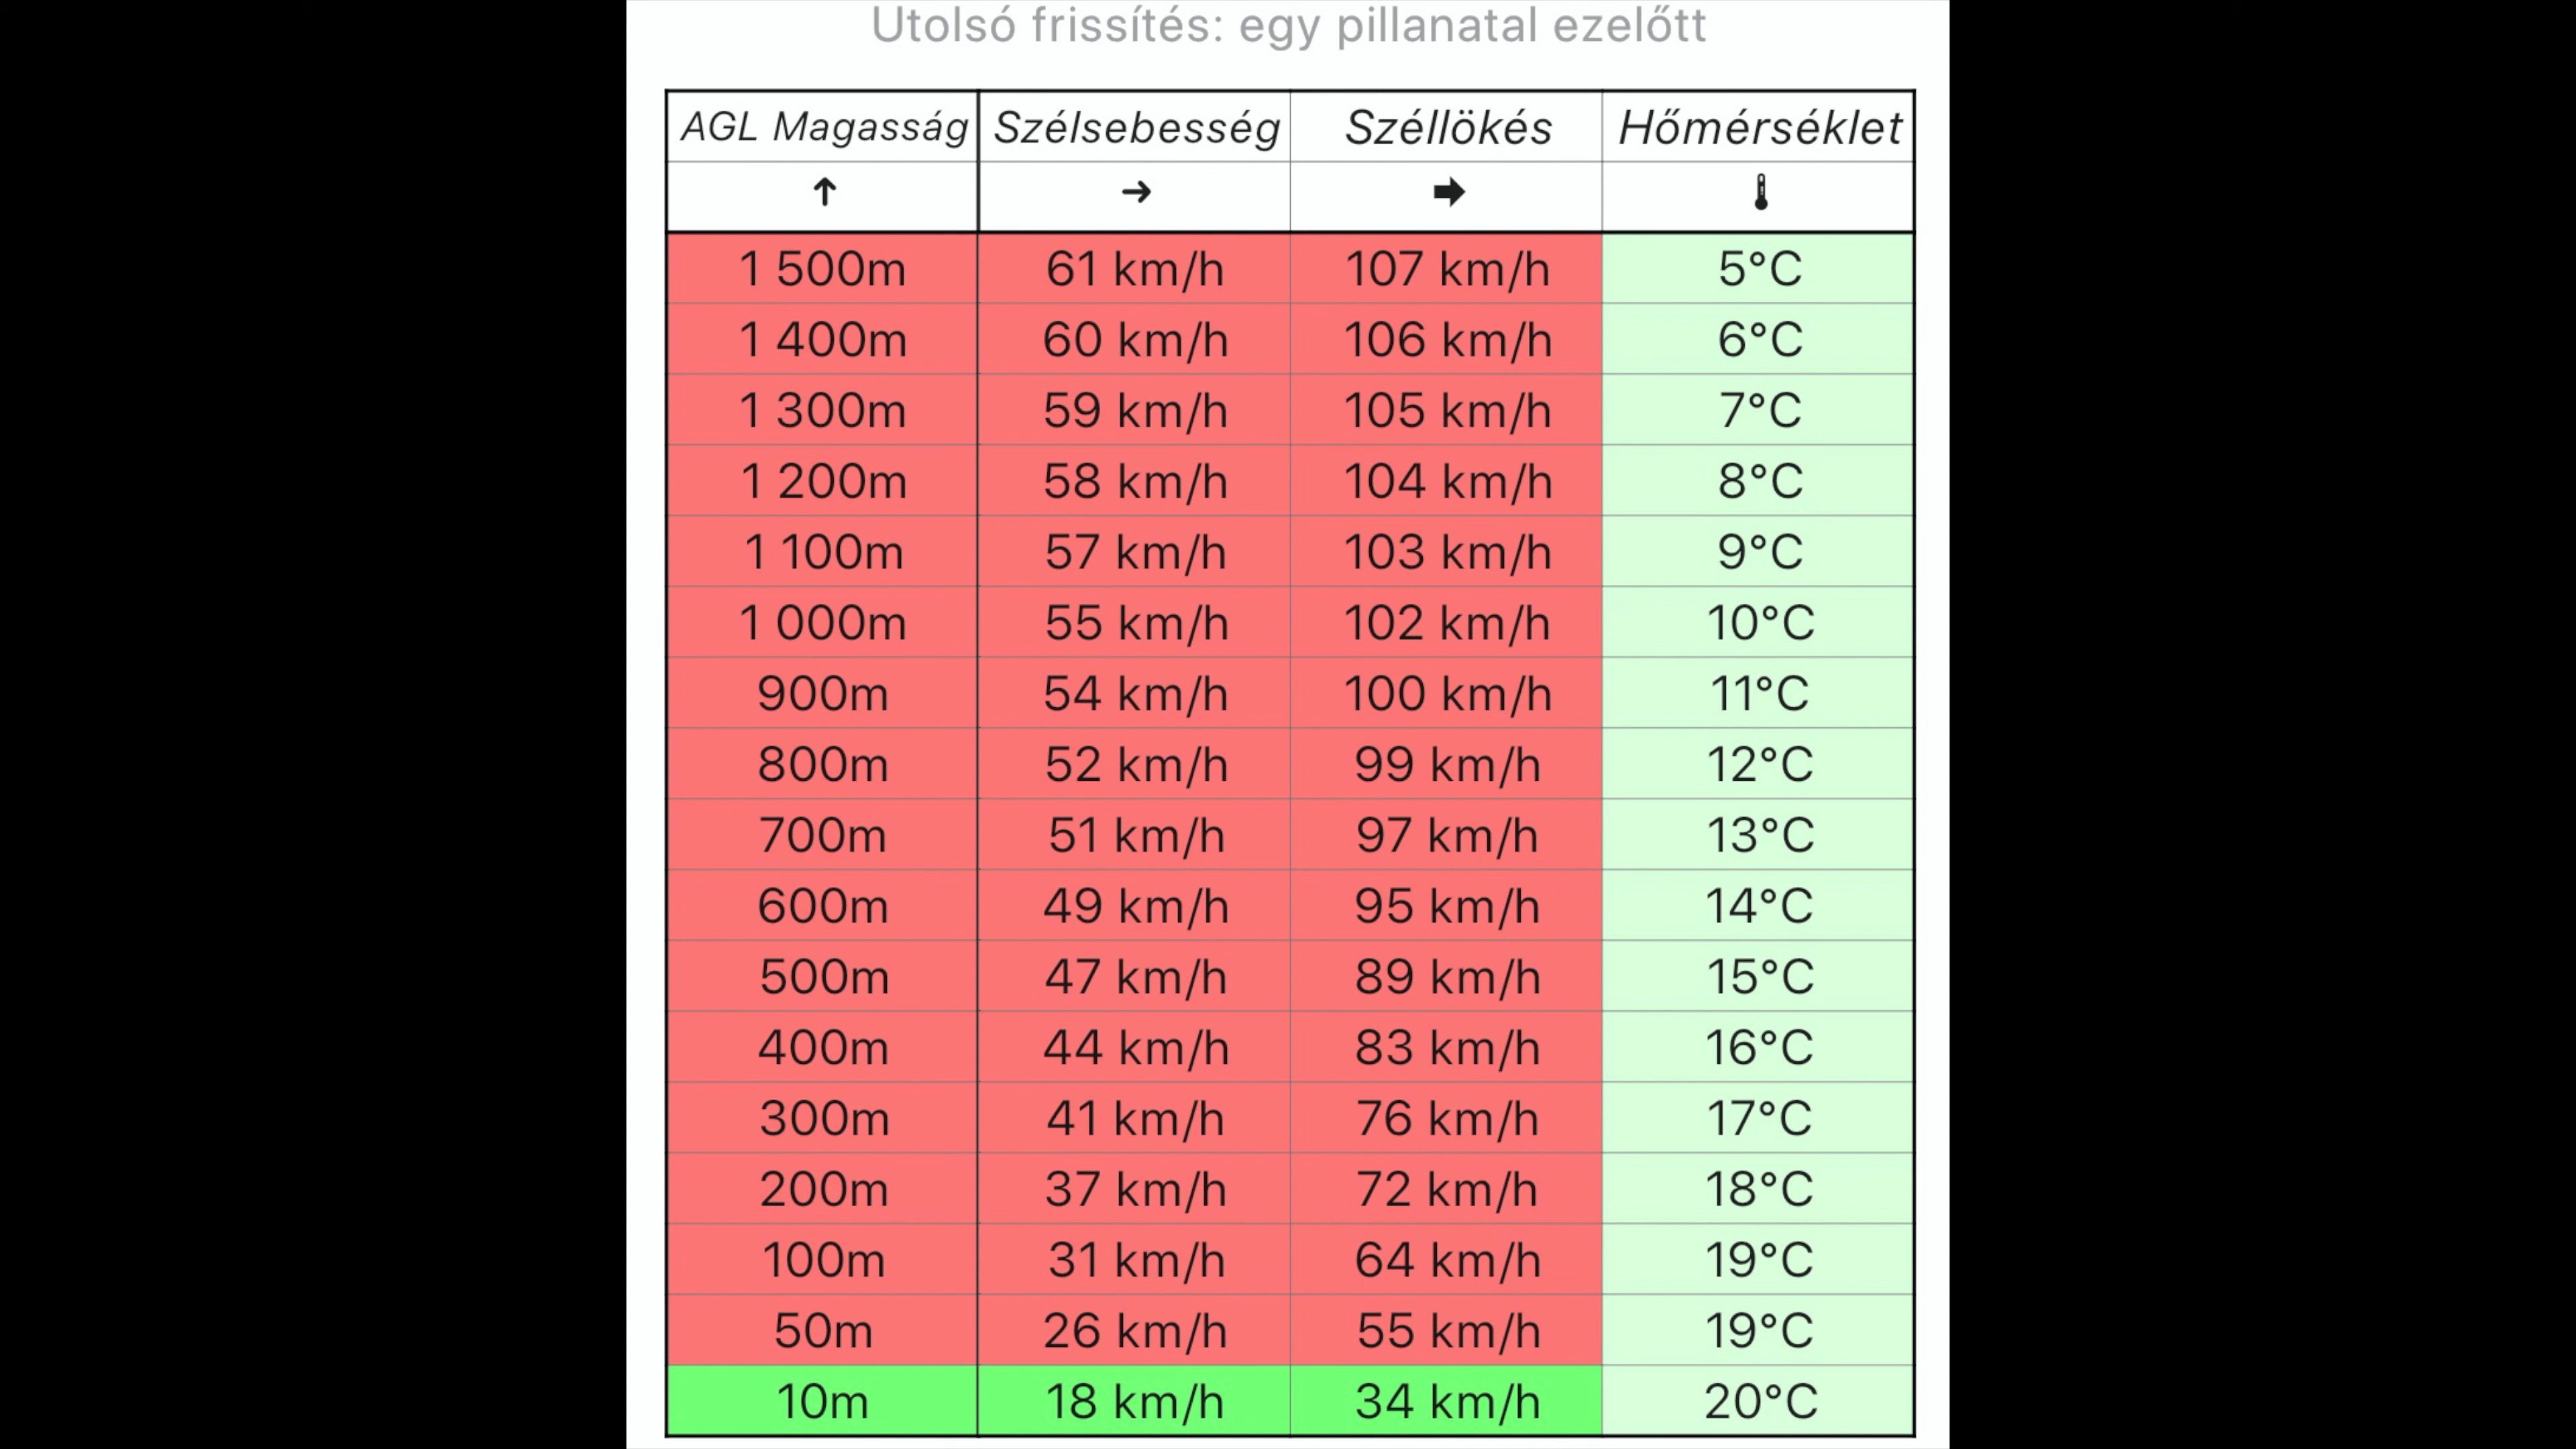 Utolsó frissítés: egy pillanatal ezelőtt
AGL Magasság Szélsebesség Széllökés Hőmérséklet
↑ → ➡ 🌡
1 500m 61 km/h 107 km/h 5°C
1 400m 60 km/h 106 km/h 6°C
1 300m 59 km/h 105 km/h 7°C
1 200m 58 km/h 104 km/h 8°C
1 100m 57 km/h 103 km/h 9°C
1 000m 55 km/h 102 km/h 10°C
900m 54 km/h 100 km/h 11°C
800m 52 km/h 99 km/h 12°C
700m 51 km/h 97 km/h 13°C
600m 49 km/h 95 km/h 14°C
500m 47 km/h 89 km/h 15°C
400m 44 km/h 83 km/h 16°C
300m 41 km/h 76 km/h 17°C
200m 37 km/h 72 km/h 18°C
100m 31 km/h 64 km/h 19°C
50m 26 km/h 55 km/h 19°C
10m 18 km/h 34 km/h 20°C